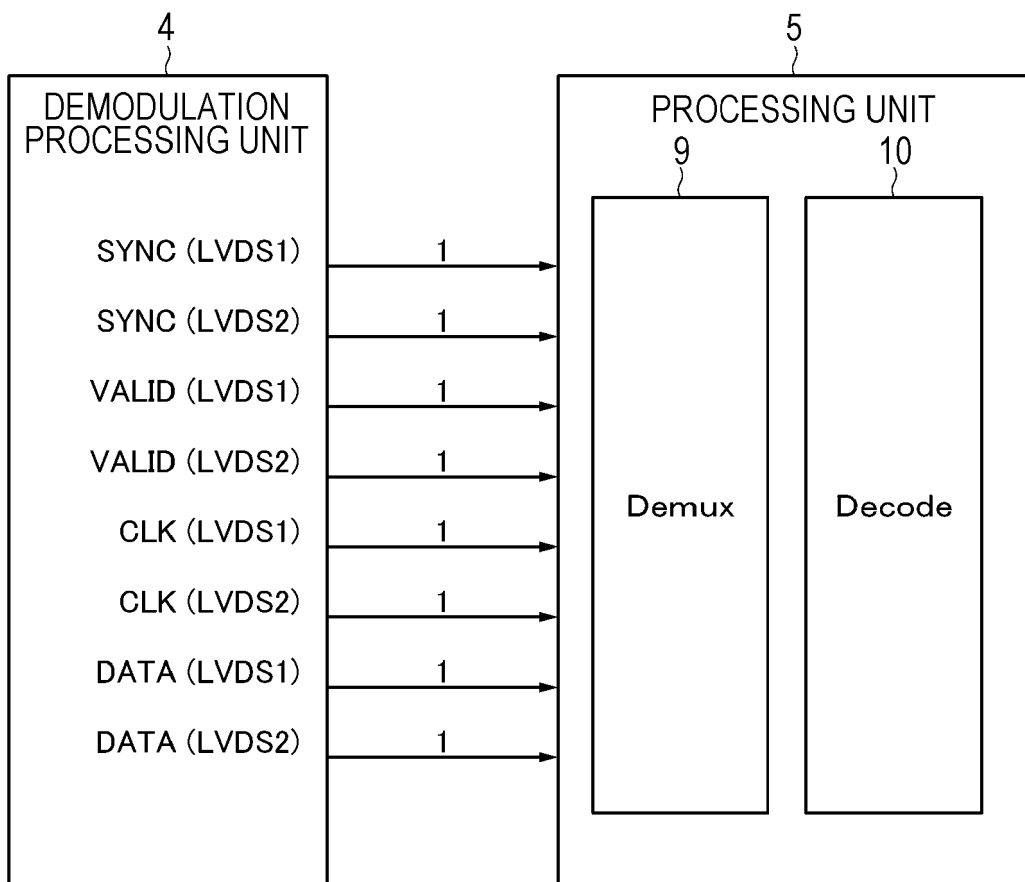 4
5
DEMODULATION
PROCESSING UNIT
PROCESSING UNIT
9
10
SYNC (LVDS1)
1
SYNC (LVDS2)
1
VALID (LVDS1)
1
VALID (LVDS2)
1
CLK (LVDS1)
1
CLK (LVDS2)
1
DATA (LVDS1)
1
DATA (LVDS2)
1
Demux
Decode